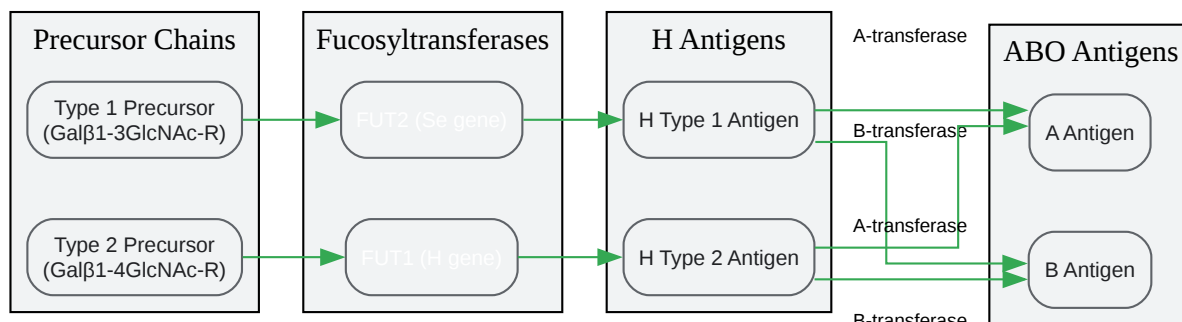 Precursor Chains
Type 1 Precursor
(Galβ1-3GlcNAc-R)
Type 2 Precursor
(Galβ1-4GlcNAc-R)
Fucosyltransferases
FUT2 (Se gene)
FUT1 (H gene)
H Antigens
H Type 1 Antigen
H Type 2 Antigen
A-transferase
B-transferase
A-transferase
B-transferase
ABO Antigens
A Antigen
B Antigen